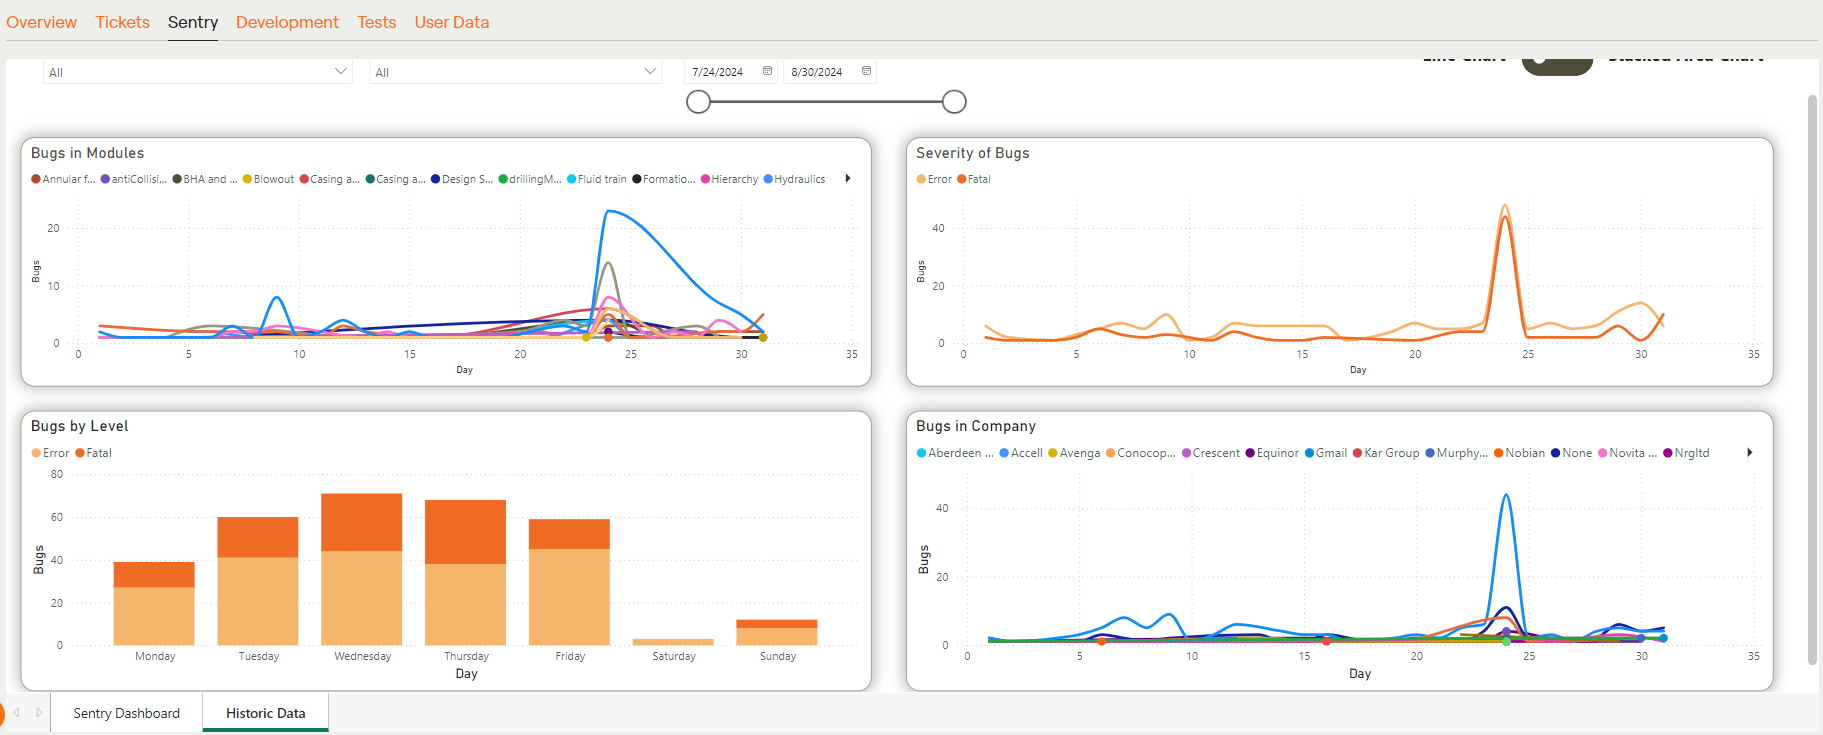 Overview Tickets Sentry Development Tests User Data
All All 7/24/2024 8/30/2024 Line Chart Stacked Area Chart
Bugs in Modules
Annular f... antiCollisi... BHA and ... Blowout Casing a... Casing a... Design S... drillingM... Fluid train Formatio... Hierarchy Hydraulics
20
10
0
Bugs
0 5 10 15 20 25 30 35
Day
Severity of Bugs
Error Fatal
40
20
0
Bugs
0 5 10 15 20 25 30 35
Day
Bugs by Level
Error Fatal
80
60
40
20
0
Bugs
Monday Tuesday Wednesday Thursday Friday Saturday Sunday
Day
Bugs in Company
Aberdeen ... Accell Avenga Conocop... Crescent Equinor Gmail Kar Group Murphy... Nobian None Novita ... Nrgltd
40
20
0
Bugs
0 5 10 15 20 25 30 35
Day
Sentry Dashboard Historic Data